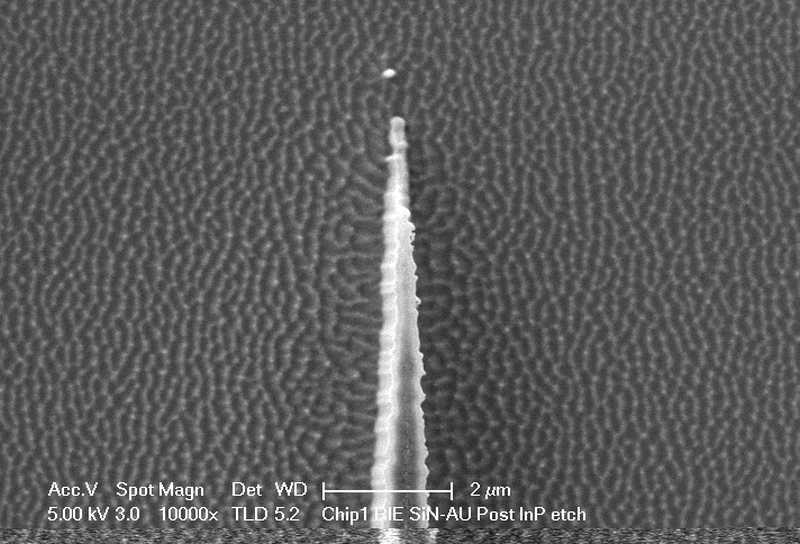 Acc.V Spot Magn Det WD 2 µm
5.00 kV 3.0 10000x TLD 5.2 Chip1 RIE SiN-AU Post InP etch